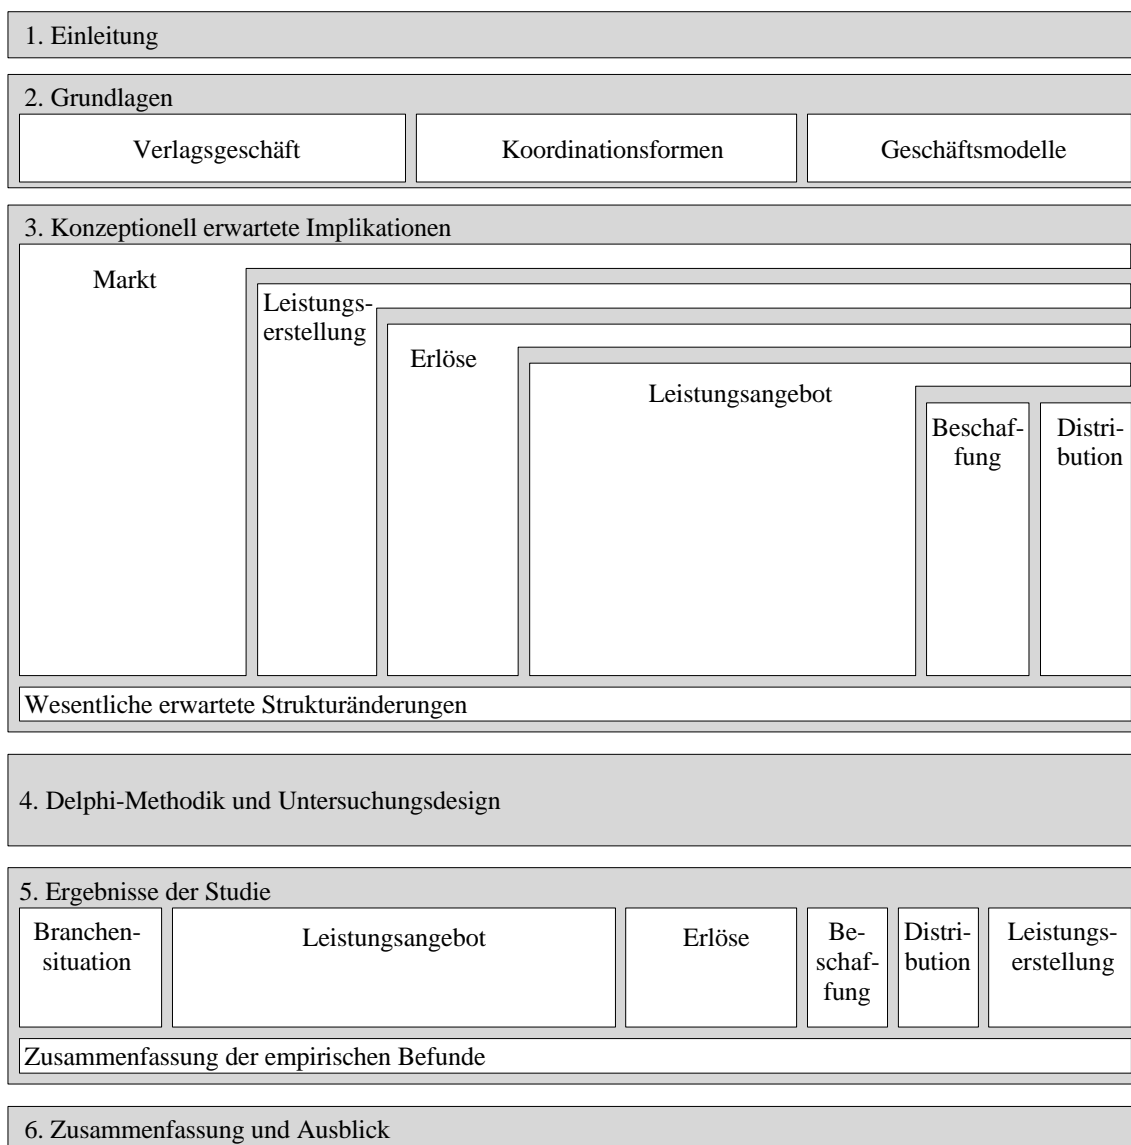 1. Einleitung
2. Grundlagen
Verlagsgeschäft
Koordinationsformen
Geschäftsmodelle
3. Konzeptionell erwartete Implikationen
Markt
Leistungs-
erstellung
Erlöse
Leistungsangebot
Beschaf-
fung
Distri-
bution
Wesentliche erwartete Strukturänderungen
4. Delphi-Methodik und Untersuchungsdesign
5. Ergebnisse der Studie
Branchen-
situation
Leistungsangebot
Erlöse
Be-
schaf-
fung
Distri-
bution
Leistungs-
erstellung
Zusammenfassung der empirischen Befunde
6. Zusammenfassung und Ausblick